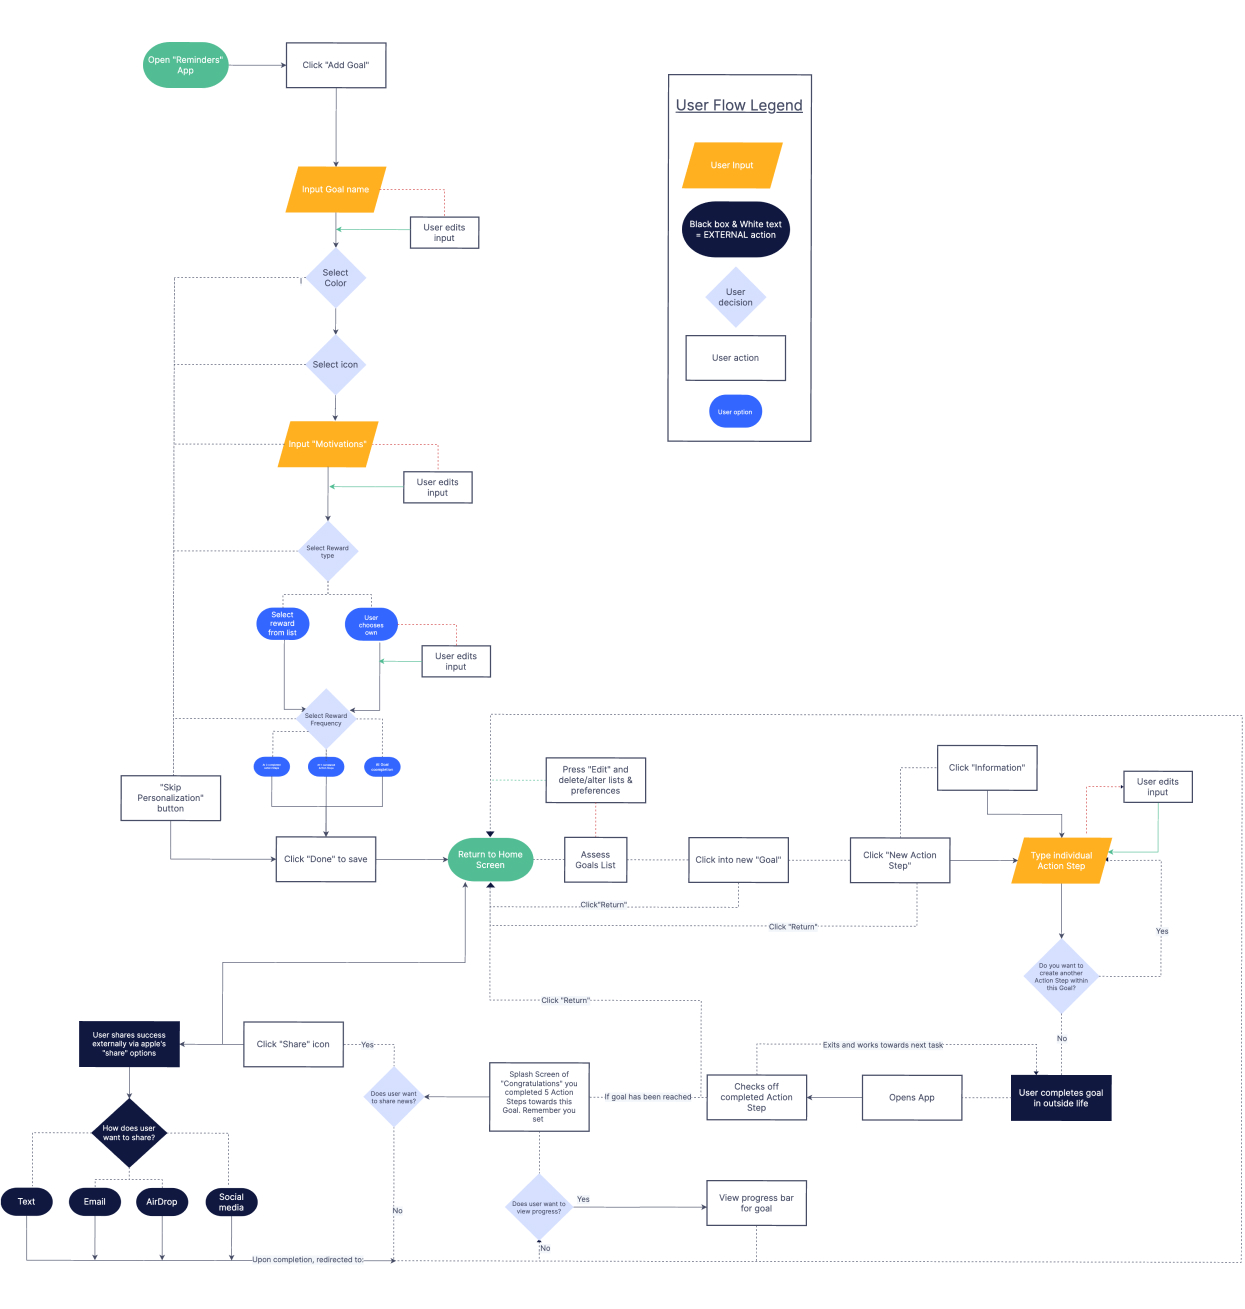 Open "Reminders"
App
Click "Add Goal"
User Flow Legend
User Input
Black box & White text
= EXTERNAL action
User
decision
User action
User option
Input Goal name
User edits
input
Select
Color
Select icon
Input "Motivations"
User edits
input
Select Reward
type
Select
reward
from list
User
chooses
own
User edits
input
Select Reward
Frequency
At Goal
completion
"Skip
Personalization"
button
Click "Done" to save
Return to Home
Screen
Press "Edit" and
delete/alter lists &
preferences
Assess
Goals List
Click into new "Goal"
Click "New Action
Step"
Click "Information"
User edits
input
Type Individual
Action Step
Click"Return"
Click "Return"
Yes
Do you want to
create another
Action Step within
this Goal?
No
Click "Return"
User shares success
externally via apple's
"share" options
Click "Share" icon
Yes
Does user want
to share news?
Splash Screen of
"Congratulations" you
completed 5 Action
Steps towards this
Goal. Remember you
set
If goal has been reached
Checks off
completed Action
Step
Exits and works towards next task
Opens App
User completes goal
in outside life
How does user
want to share?
Text
Email
AirDrop
Social
media
No
Does user want to
view progress?
Yes
View progress bar
for goal
No
Upon completion, redirected to: